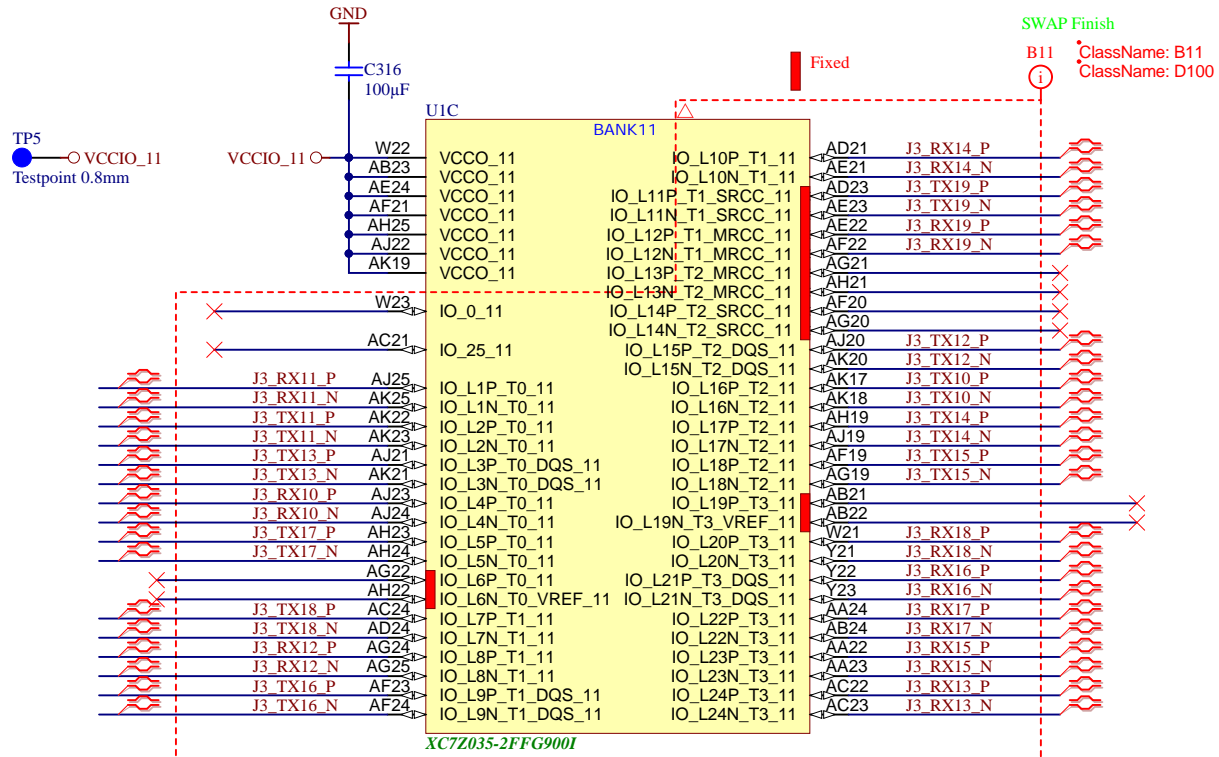 GND
SWAP Finish
B11
ClassName: B11
ClassName: D100
i
Fixed
C316
100µF
U1C
BANK11
TP5
VCCIO_11
Testpoint 0.8mm
VCCIO_11
W22 VCCO_11
AB23 VCCO_11
AE24 VCCO_11
AF21 VCCO_11
AH25 VCCO_11
AJ22 VCCO_11
AK19 VCCO_11
W23 IO_0_11
AC21 IO_25_11
J3_RX11_P AJ25 IO_L1P_T0_11
J3_RX11_N AK25 IO_L1N_T0_11
J3_TX11_P AK22 IO_L2P_T0_11
J3_TX11_N AK23 IO_L2N_T0_11
J3_TX13_P AJ21 IO_L3P_T0_DQS_11
J3_TX13_N AK21 IO_L3N_T0_DQS_11
J3_RX10_P AJ23 IO_L4P_T0_11
J3_RX10_N AJ24 IO_L4N_T0_11
J3_TX17_P AH23 IO_L5P_T0_11
J3_TX17_N AH24 IO_L5N_T0_11
AG22 IO_L6P_T0_11
AH22 IO_L6N_T0_VREF_11
J3_TX18_P AC24 IO_L7P_T1_11
J3_TX18_N AD24 IO_L7N_T1_11
J3_RX12_P AG24 IO_L8P_T1_11
J3_RX12_N AG25 IO_L8N_T1_11
J3_TX16_P AF23 IO_L9P_T1_DQS_11
J3_TX16_N AF24 IO_L9N_T1_DQS_11
IO_L10P_T1_11 AD21 J3_RX14_P
IO_L10N_T1_11 AE21 J3_RX14_N
IO_L11P_T1_SRCC_11 AD23 J3_TX19_P
IO_L11N_T1_SRCC_11 AE23 J3_TX19_N
IO_L12P_T1_MRCC_11 AE22 J3_RX19_P
IO_L12N_T1_MRCC_11 AF22 J3_RX19_N
IO_L13P_T2_MRCC_11 AG21
IO_L13N_T2_MRCC_11 AH21
IO_L14P_T2_SRCC_11 AF20
IO_L14N_T2_SRCC_11 AG20
IO_L15P_T2_DQS_11 AJ20 J3_TX12_P
IO_L15N_T2_DQS_11 AK20 J3_TX12_N
IO_L16P_T2_11 AK17 J3_TX10_P
IO_L16N_T2_11 AK18 J3_TX10_N
IO_L17P_T2_11 AH19 J3_TX14_P
IO_L17N_T2_11 AJ19 J3_TX14_N
IO_L18P_T2_11 AF19 J3_TX15_P
IO_L18N_T2_11 AG19 J3_TX15_N
IO_L19P_T3_11 AB21
IO_L19N_T3_VREF_11 AB22
IO_L20P_T3_11 W21 J3_RX18_P
IO_L20N_T3_11 Y21 J3_RX18_N
IO_L21P_T3_DQS_11 Y22 J3_RX16_P
IO_L21N_T3_DQS_11 Y23 J3_RX16_N
IO_L22P_T3_11 AA24 J3_RX17_P
IO_L22N_T3_11 AB24 J3_RX17_N
IO_L23P_T3_11 AA22 J3_RX15_P
IO_L23N_T3_11 AA23 J3_RX15_N
IO_L24P_T3_11 AC22 J3_RX13_P
IO_L24N_T3_11 AC23 J3_RX13_N
XC7Z035-2FFG900I